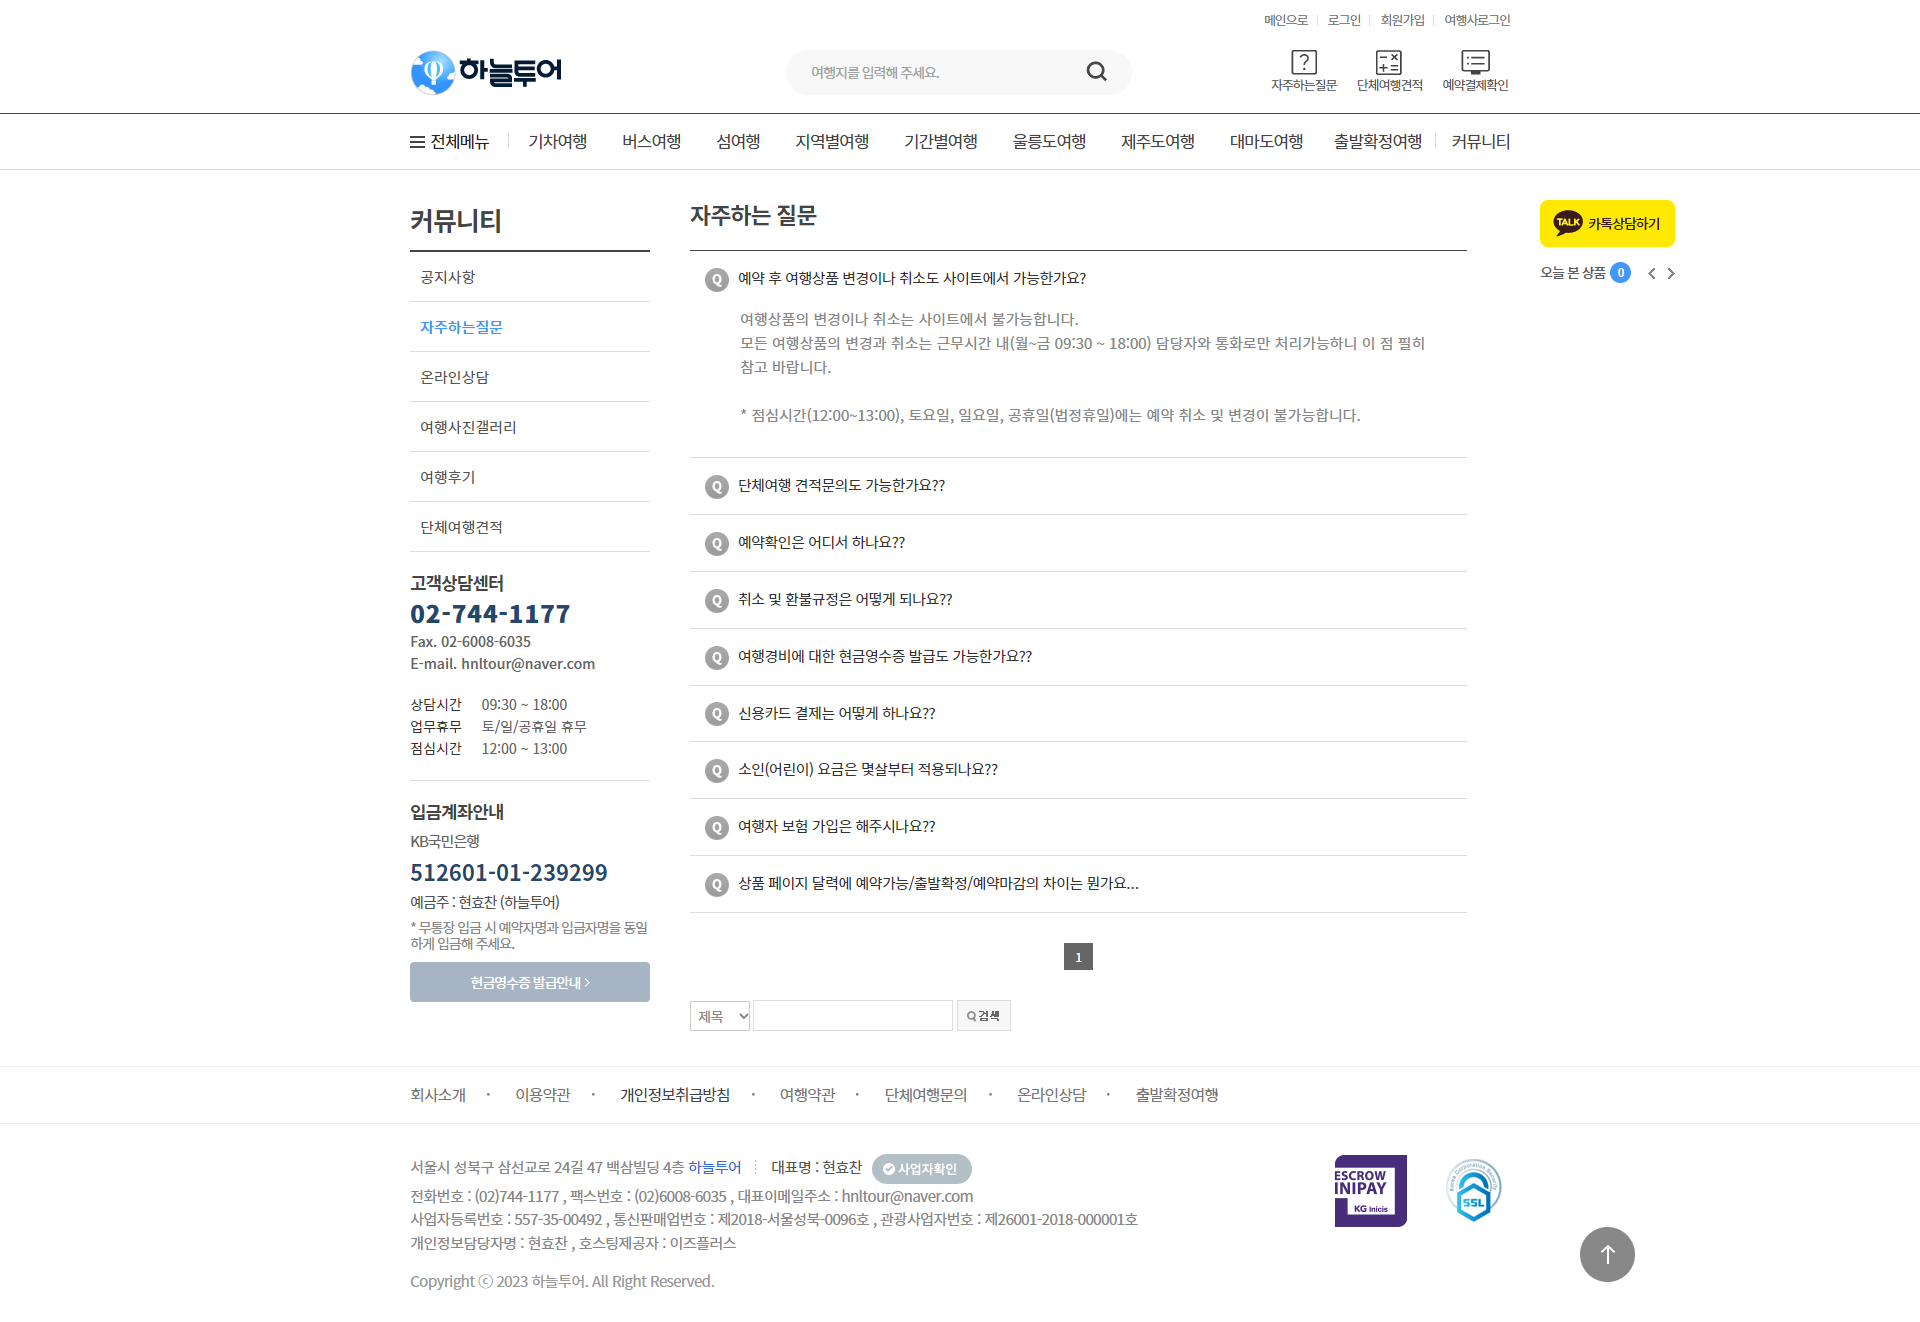 메인으로 로그인 회원가입 여행사로그인
하늘투어
여행지를 입력해 주세요.
자주하는질문 단체여행견적 예약결제확인
전체메뉴 기차여행 버스여행 섬여행 지역별여행 기간별여행 울릉도여행 제주도여행 대마도여행 출발확정여행 커뮤니티
커뮤니티
공지사항
자주하는질문
온라인상담
여행사진갤러리
여행후기
단체여행견적
고객상담센터
02-744-1177
Fax. 02-6008-6035
E-mail. hnltour@naver.com
상담시간 09:30 ~ 18:00
업무휴무 토/일/공휴일 휴무
점심시간 12:00 ~ 13:00
입금계좌안내
KB국민은행
512601-01-239299
예금주 : 현효찬 (하늘투어)
* 무통장 입금 시 예약자명과 입금자명을 동일
하게 입금해 주세요.
현금영수증 발급안내 >
자주하는 질문
Q 예약 후 여행상품 변경이나 취소도 사이트에서 가능한가요?
여행상품의 변경이나 취소는 사이트에서 불가능합니다.
모든 여행상품의 변경과 취소는 근무시간 내(월~금 09:30 ~ 18:00) 담당자와 통화로만 처리가능하니 이 점 필히
참고 바랍니다.
* 점심시간(12:00~13:00), 토요일, 일요일, 공휴일(법정휴일)에는 예약 취소 및 변경이 불가능합니다.
Q 단체여행 견적문의도 가능한가요??
Q 예약확인은 어디서 하나요??
Q 취소 및 환불규정은 어떻게 되나요??
Q 여행경비에 대한 현금영수증 발급도 가능한가요??
Q 신용카드 결제는 어떻게 하나요??
Q 소인(어린이) 요금은 몇살부터 적용되나요??
Q 여행자 보험 가입은 해주시나요??
Q 상품 페이지 달력에 예약가능/출발확정/예약마감의 차이는 뭔가요...
1
제목 검색
TALK 카톡상담하기
오늘 본 상품 0
회사소개 · 이용약관 · 개인정보취급방침 · 여행약관 · 단체여행문의 · 온라인상담 · 출발확정여행
서울시 성북구 삼선교로 24길 47 백삼빌딩 4층 하늘투어 대표명 : 현효찬 사업자확인
전화번호 : (02)744-1177 , 팩스번호 : (02)6008-6035 , 대표이메일주소 : hnltour@naver.com
사업자등록번호 : 557-35-00492 , 통신판매업번호 : 제2018-서울성북-0096호 , 관광사업자번호 : 제26001-2018-000001호
개인정보담당자명 : 현효찬 , 호스팅제공자 : 이즈플러스
Copyright ⓒ 2023 하늘투어. All Right Reserved.
ESCROW
INIPAY
KG Inicis
Korea Corporation Security
SSL